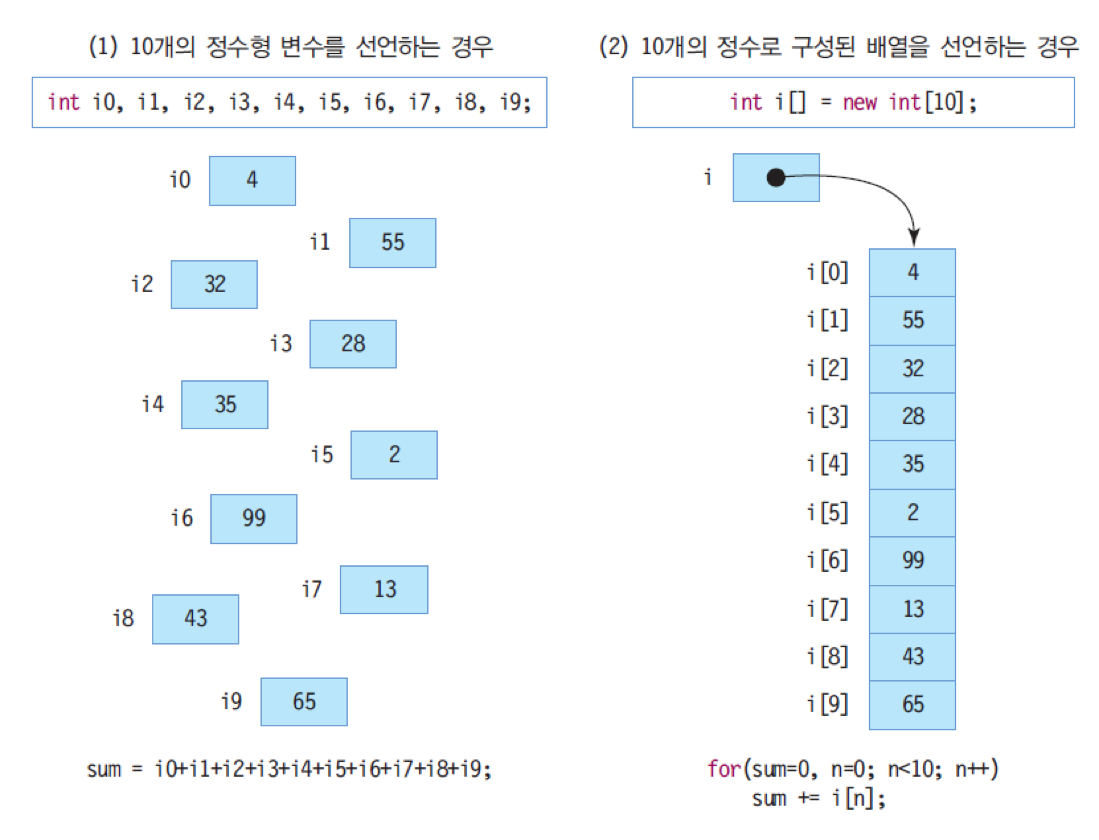 (1) 10개의 정수형 변수를 선언하는 경우
int i0, i1, i2, i3, i4, i5, i6, i7, i8, i9;
i0 4
i1 55
i2 32
i3 28
i4 35
i5 2
i6 99
i7 13
i8 43
i9 65
sum = i0+i1+i2+i3+i4+i5+i6+i7+i8+i9;
(2) 10개의 정수로 구성된 배열을 선언하는 경우
int i[] = new int[10];
i
i[0] 4
i[1] 55
i[2] 32
i[3] 28
i[4] 35
i[5] 2
i[6] 99
i[7] 13
i[8] 43
i[9] 65
for(sum=0, n=0; n<10; n++)
sum += i[n];